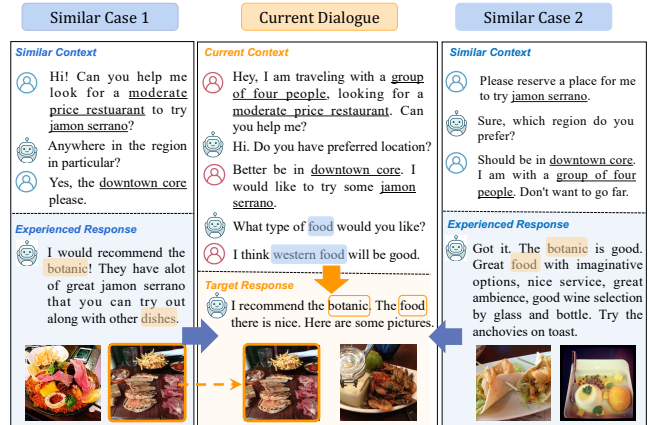 Similar Case 1
Current Dialogue
Similar Case 2
Similar Context
Hi! Can you help me
look for a moderate
price restuarant to try
jamon serrano?
Anywhere in the region
in particular?
Yes, the downtown core
please.
Experienced Response
I would recommend the
botanic! They have alot
of great jamon serrano
that you can try out
along with other dishes.
Current Context
Hey, I am traveling with a group
of four people, looking for a
moderate price restaurant. Can
you help me?
Hi. Do you have preferred location?
Better be in downtown core. I
would like to try some jamon
serrano.
What type of food would you like?
I think western food will be good.
Target Response
I recommend the botanic. The food
there is nice. Here are some pictures.
Similar Context
Please reserve a place for me
to try jamon serrano.
Sure, which region do you
prefer?
Should be in downtown core.
I am with a group of four
people. Don't want to go far.
Experienced Response
Got it. The botanic is good.
Great food with imaginative
options, nice service, great
ambience, good wine selection
by glass and bottle. Try the
anchovies on toast.